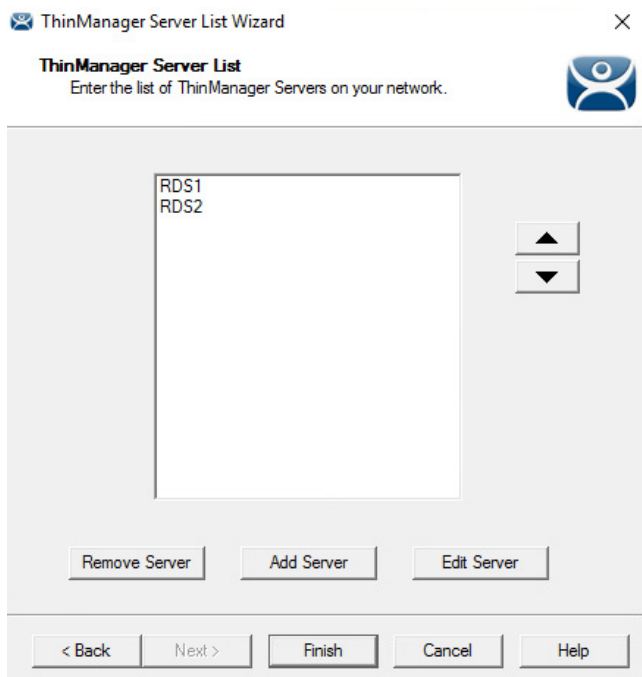 ThinManager Server List Wizard
ThinManager Server List
Enter the list of ThinManager Servers on your network.
RDS1
RDS2
Remove Server Add Server Edit Server
< Back Next > Finish Cancel Help